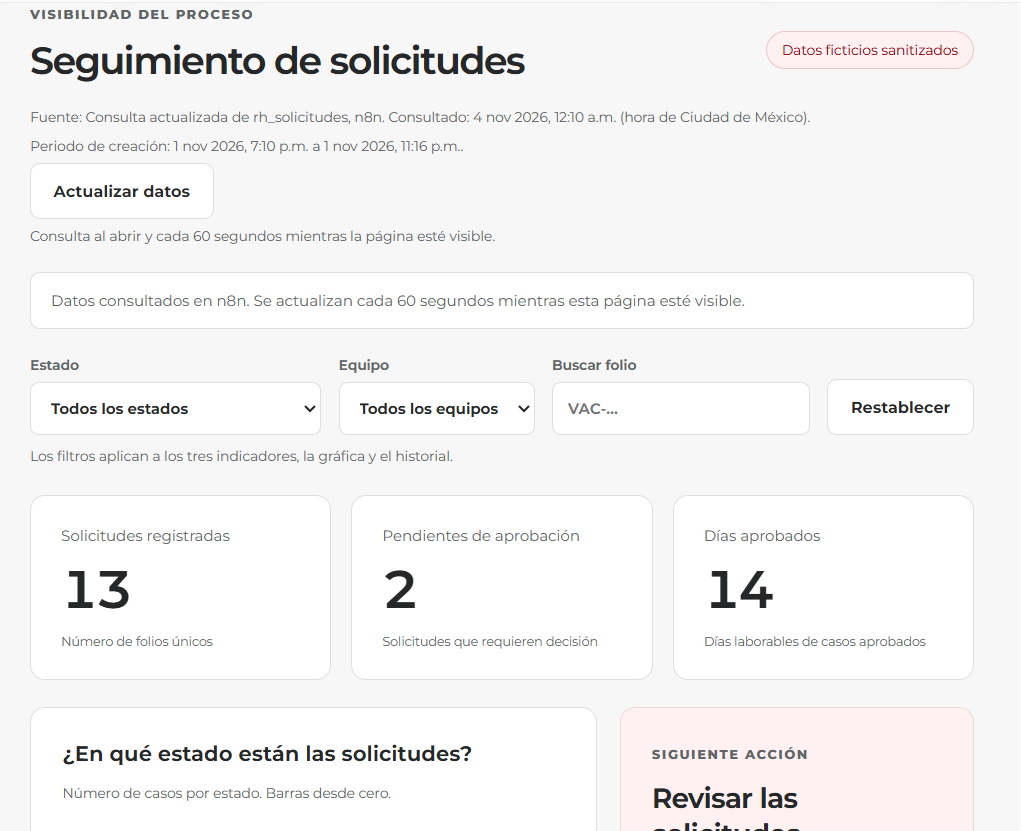 VISIBILIDAD DEL PROCESO
Seguimiento de solicitudes
Datos ficticios sanitizados
Fuente: Consulta actualizada de rh_solicitudes, n8n. Consultado: 4 nov 2026, 12:10 a.m. (hora de Ciudad de México).
Periodo de creación: 1 nov 2026, 7:10 p.m. a 1 nov 2026, 11:16 p.m..
Actualizar datos
Consulta al abrir y cada 60 segundos mientras la página esté visible.
Datos consultados en n8n. Se actualizan cada 60 segundos mientras esta página esté visible.
Estado
Equipo
Buscar folio
Todos los estados
Todos los equipos
VAC-...
Restablecer
Los filtros aplican a los tres indicadores, la gráfica y el historial.
Solicitudes registradas
13
Número de folios únicos
Pendientes de aprobación
2
Solicitudes que requieren decisión
Días aprobados
14
Días laborables de casos aprobados
¿En qué estado están las solicitudes?
Número de casos por estado. Barras desde cero.
SIGUIENTE ACCIÓN
Revisar las
solicitudes